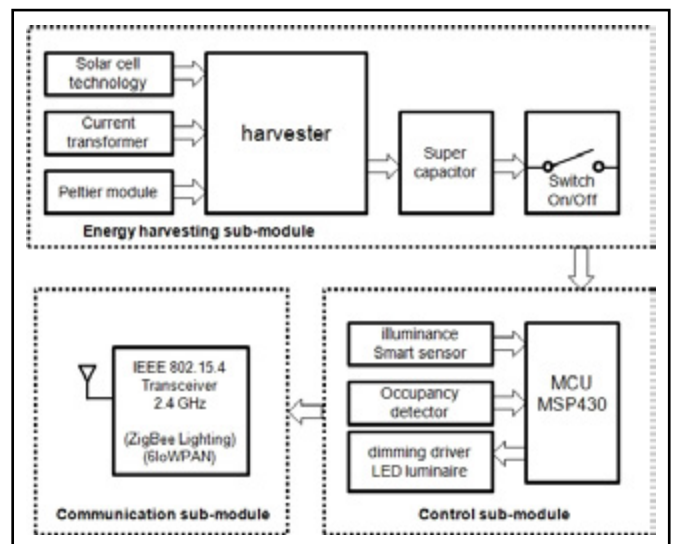 Solar cell
technology
Current
transformer
Peltier module
harvester
Super
capacitor
Switch
On/Off
Energy harvesting sub-module
IEEE 802.15.4
Transceiver
2.4 GHz
(ZigBee Lighting)
(6loWPAN)
Communication sub-module
illuminance
Smart sensor
Occupancy
detector
dimming driver
LED luminaire
MCU
MSP430
Control sub-module